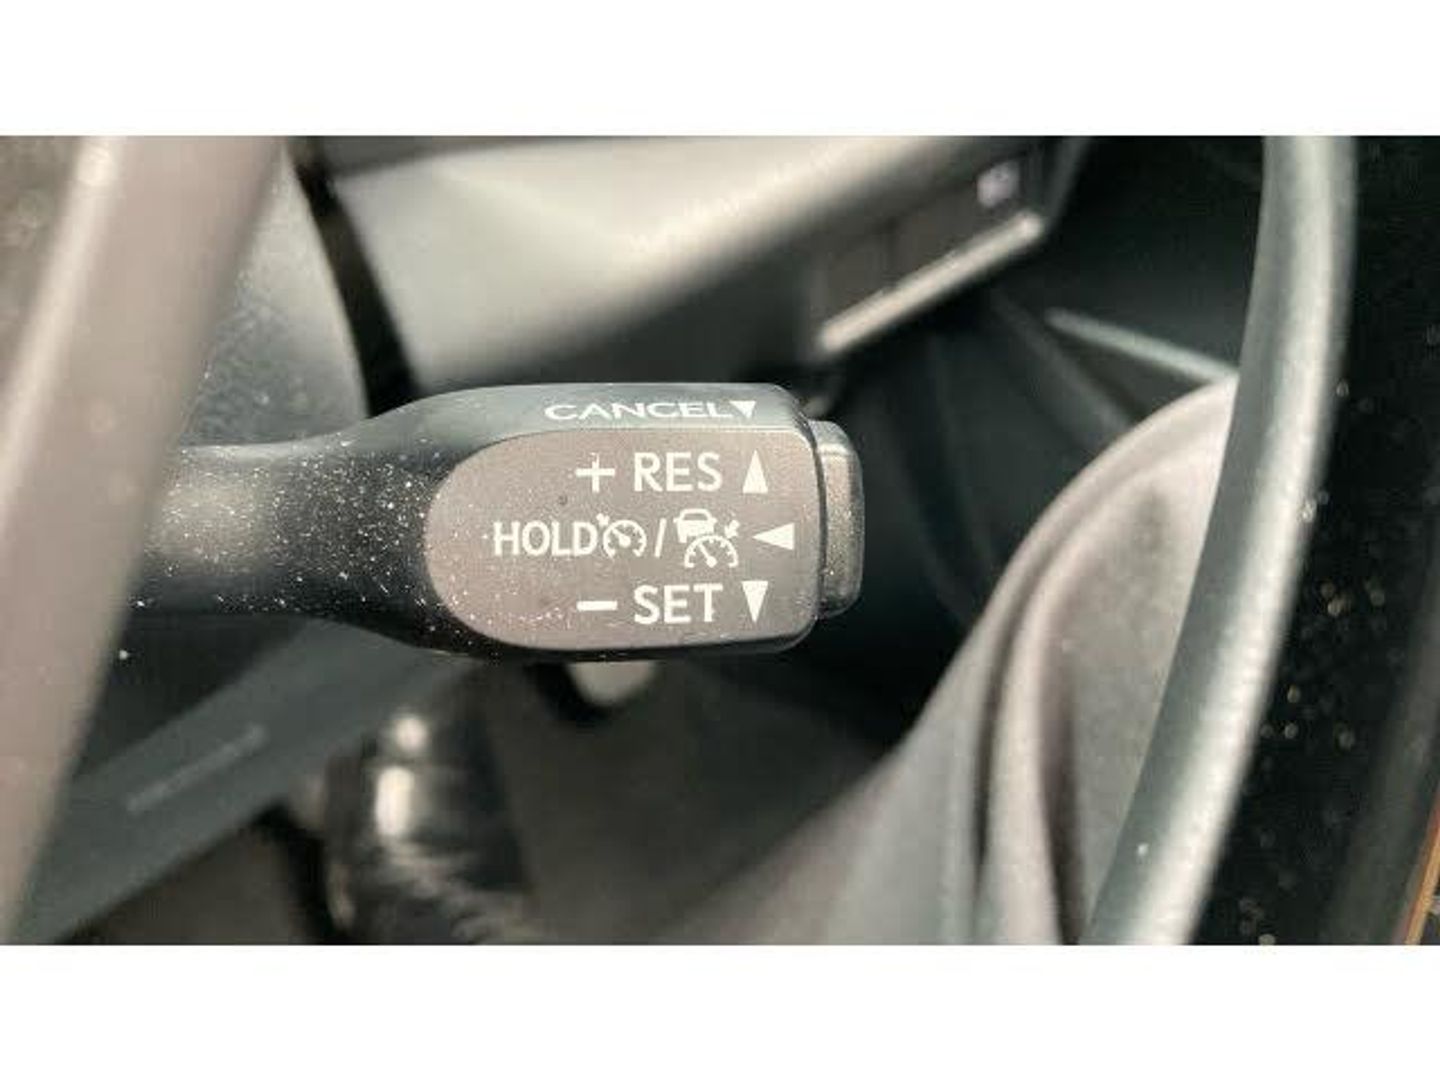 CANCEL
+ RES
HOLD /
- SET